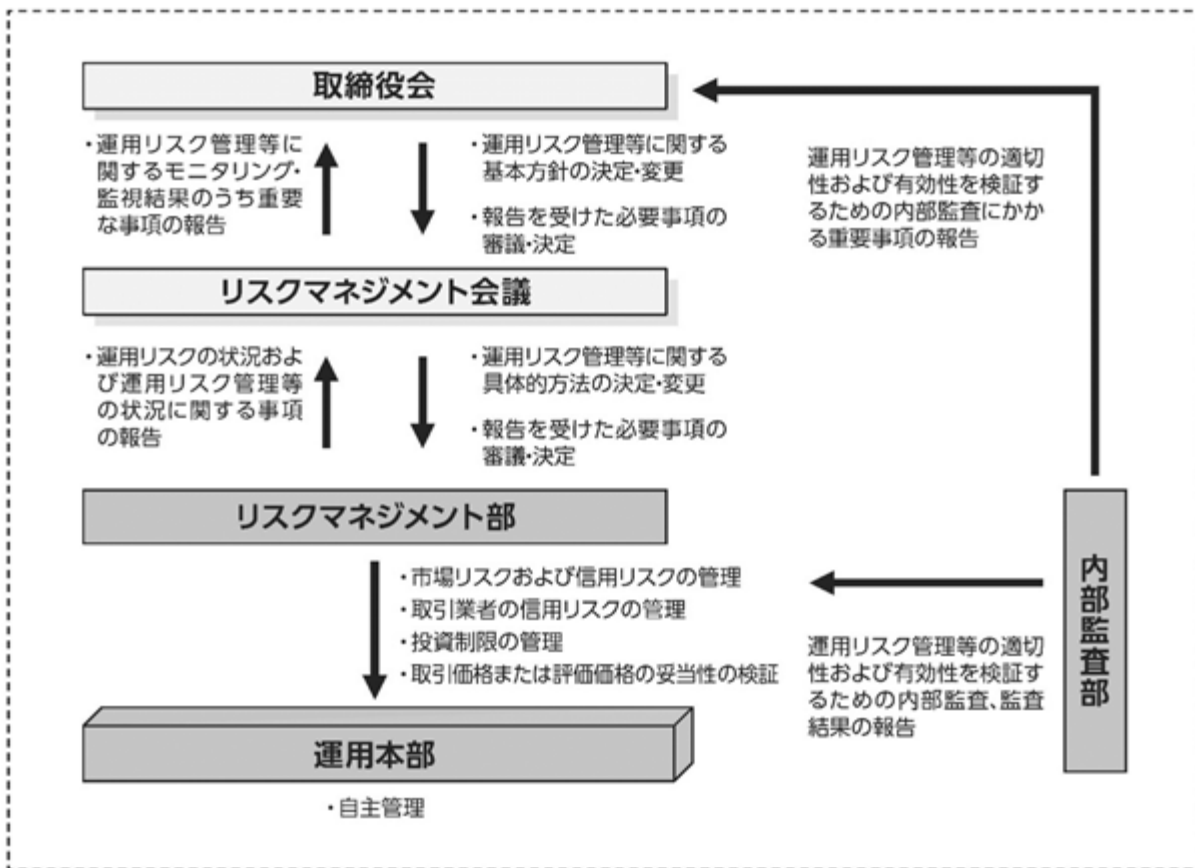 取締役会
・運用リスク管理等に
関するモニタリング・
監視結果のうち重要
な事項の報告
・運用リスク管理等に関する
基本方針の決定・変更
・報告を受けた必要事項の
審議・決定
運用リスク管理等の適切
性および有効性を検証す
るための内部監査にかか
る重要事項の報告
リスクマネジメント会議
・運用リスクの状況およ
び運用リスク管理等
の状況に関する事項
の報告
・運用リスク管理等に関する
具体的方法の決定・変更
・報告を受けた必要事項の
審議・決定
リスクマネジメント部
・市場リスクおよび信用リスクの管理
・取引業者の信用リスクの管理
・投資制限の管理
・取引価格または評価価格の妥当性の検証
運用リスク管理等の適切
性および有効性を検証す
るための内部監査、監査
結果の報告
内部監査部
運用本部
・自主管理